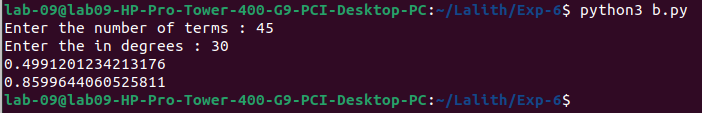 lab-09@lab09-HP-Pro-Tower-400-G9-PCI-Desktop-PC:~/Lalith/Exp-6$ python3 b.py
Enter the number of terms : 45
Enter the in degrees : 30
0.4991201234213176
0.8599644060525811
lab-09@lab09-HP-Pro-Tower-400-G9-PCI-Desktop-PC:~/Lalith/Exp-6$